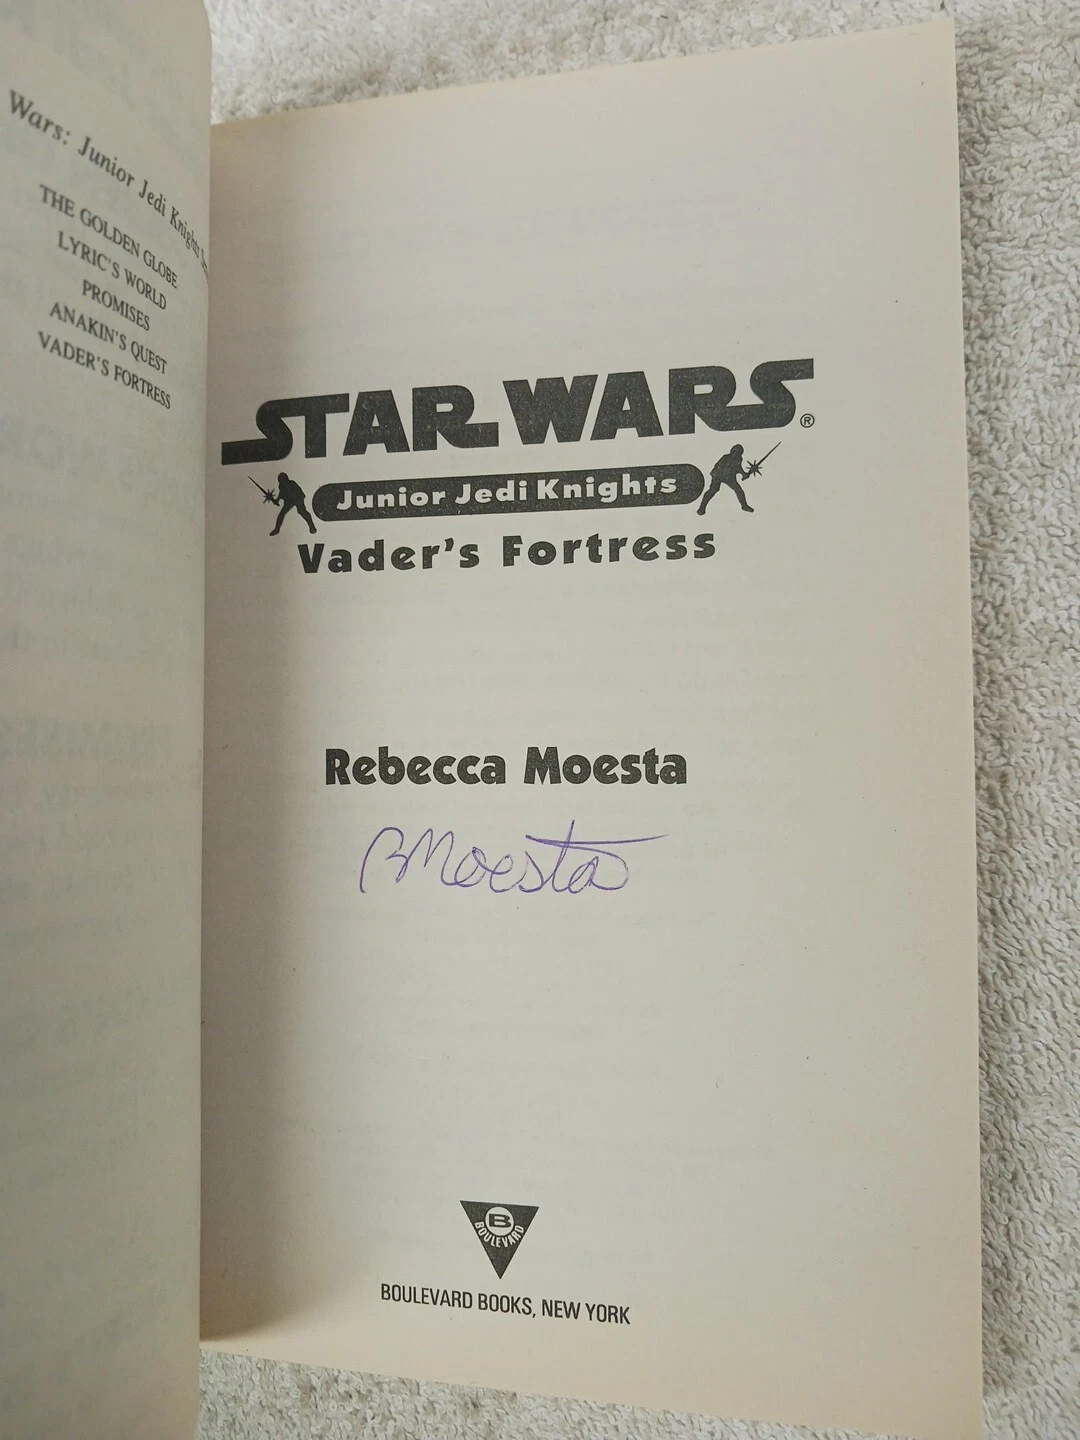 Wars: Junior Jedi Knights
THE GOLDEN GLOBE
LYRIC'S WORLD
PROMISES
ANAKIN'S QUEST
VADER'S FORTRESS
STAR WARS®
Junior Jedi Knights
Vader's Fortress
Rebecca Moesta
RMoesta
B
BOULEVARD
BOULEVARD BOOKS, NEW YORK